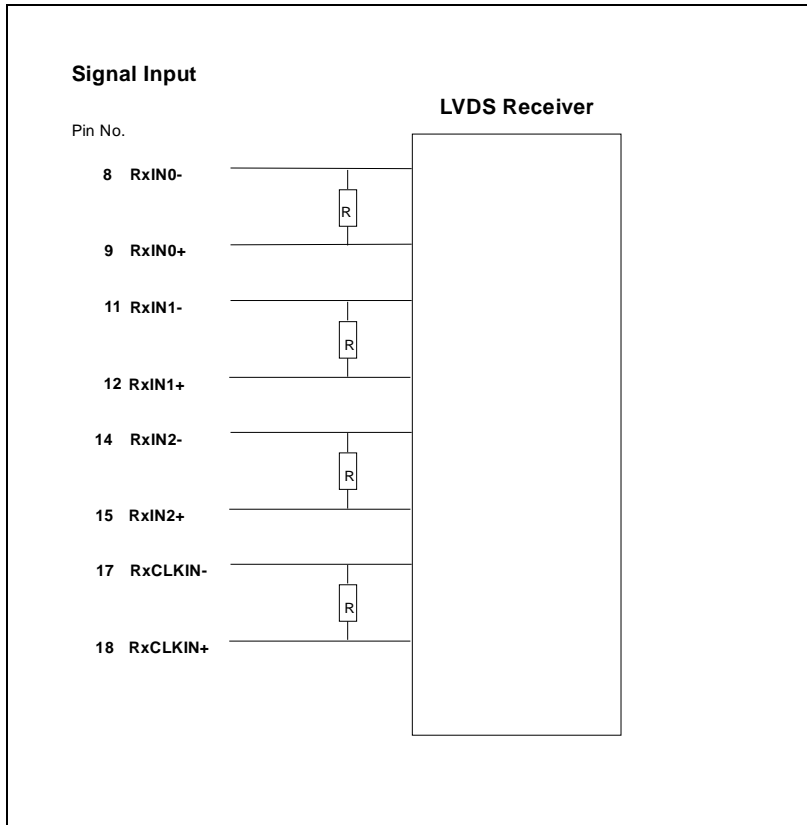 Signal Input
LVDS Receiver
Pin No.
8 RxIN0-
R
9 RxIN0+
11 RxIN1-
R
12 RxIN1+
14 RxIN2-
R
15 RxIN2+
17 RxCLKIN-
R
18 RxCLKIN+